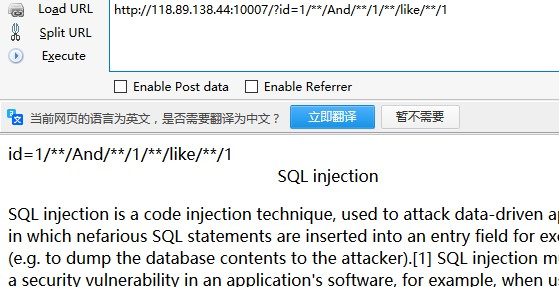 Load URL
http://118.89.138.44:10007/?id=1/**/And/**/1/**/like/**/1
Split URL
Execute
Enable Post data Enable Referrer
当前网页的语言为英文，是否需要翻译为中文？ 立即翻译 暂不需要
id=1/**/And/**/1/**/like/**/1
SQL injection
SQL injection is a code injection technique, used to attack data-driven
in which nefarious SQL statements are inserted into an entry field for
(e.g. to dump the database contents to the attacker).[1] SQL injection
a security vulnerability in an application's software, for example, when